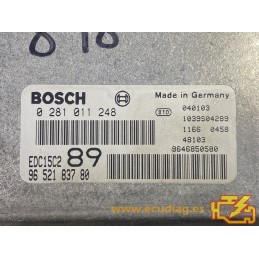 BOSCH
Made in Germany
0 281 011 248
010
040103
1039S04289
1166 0458
48103
9646850580
EDC15C2 89
96 521 837 80
www.ecudiag.es